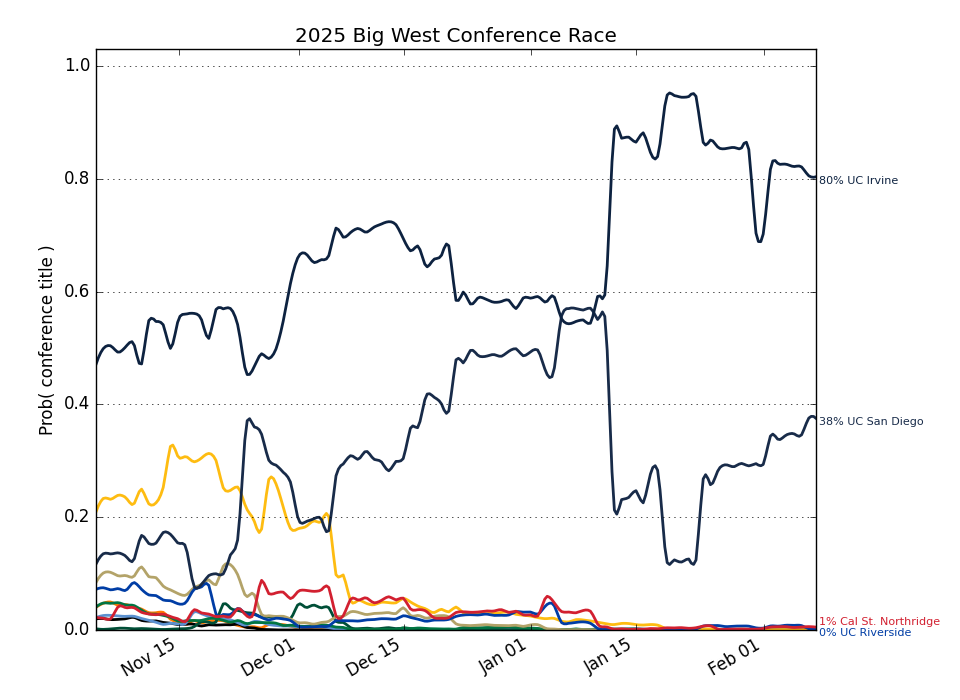 2025 Big West Conference Race
1.0
0.8
0.6
0.4
0.2
0.0
Prob( conference title )
80% UC Irvine
38% UC San Diego
1% Cal St. Northridge
0% UC Riverside
Nov 15
Dec 01
Dec 15
Jan 01
Jan 15
Feb 01